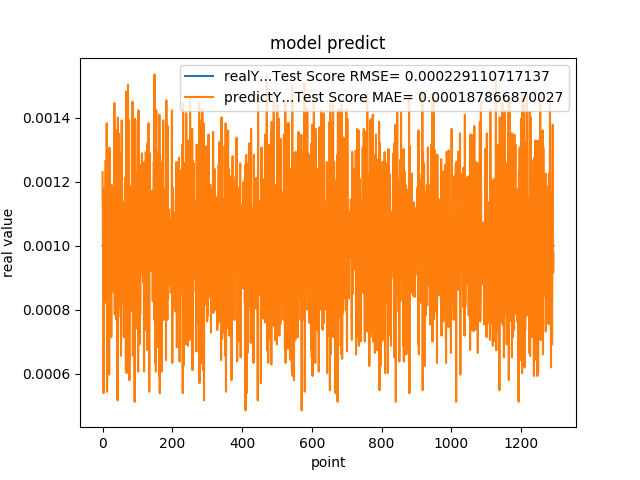 model predict
realY...Test Score RMSE= 0.000229110717137
predictY...Test Score MAE= 0.000187866870027
0.0014
0.0012
0.0010
0.0008
0.0006
real value
0 200 400 600 800 1000 1200
point